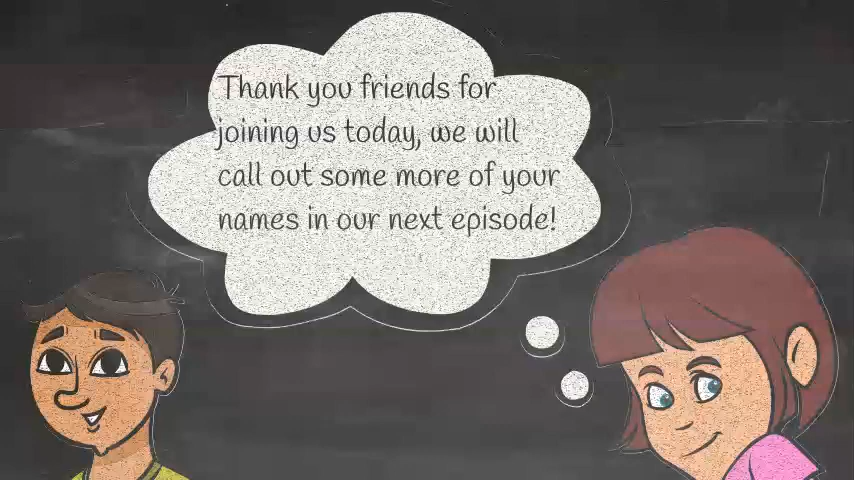 Thank you friends for
joining us today, we will
call out some more of your
names in our next episode!